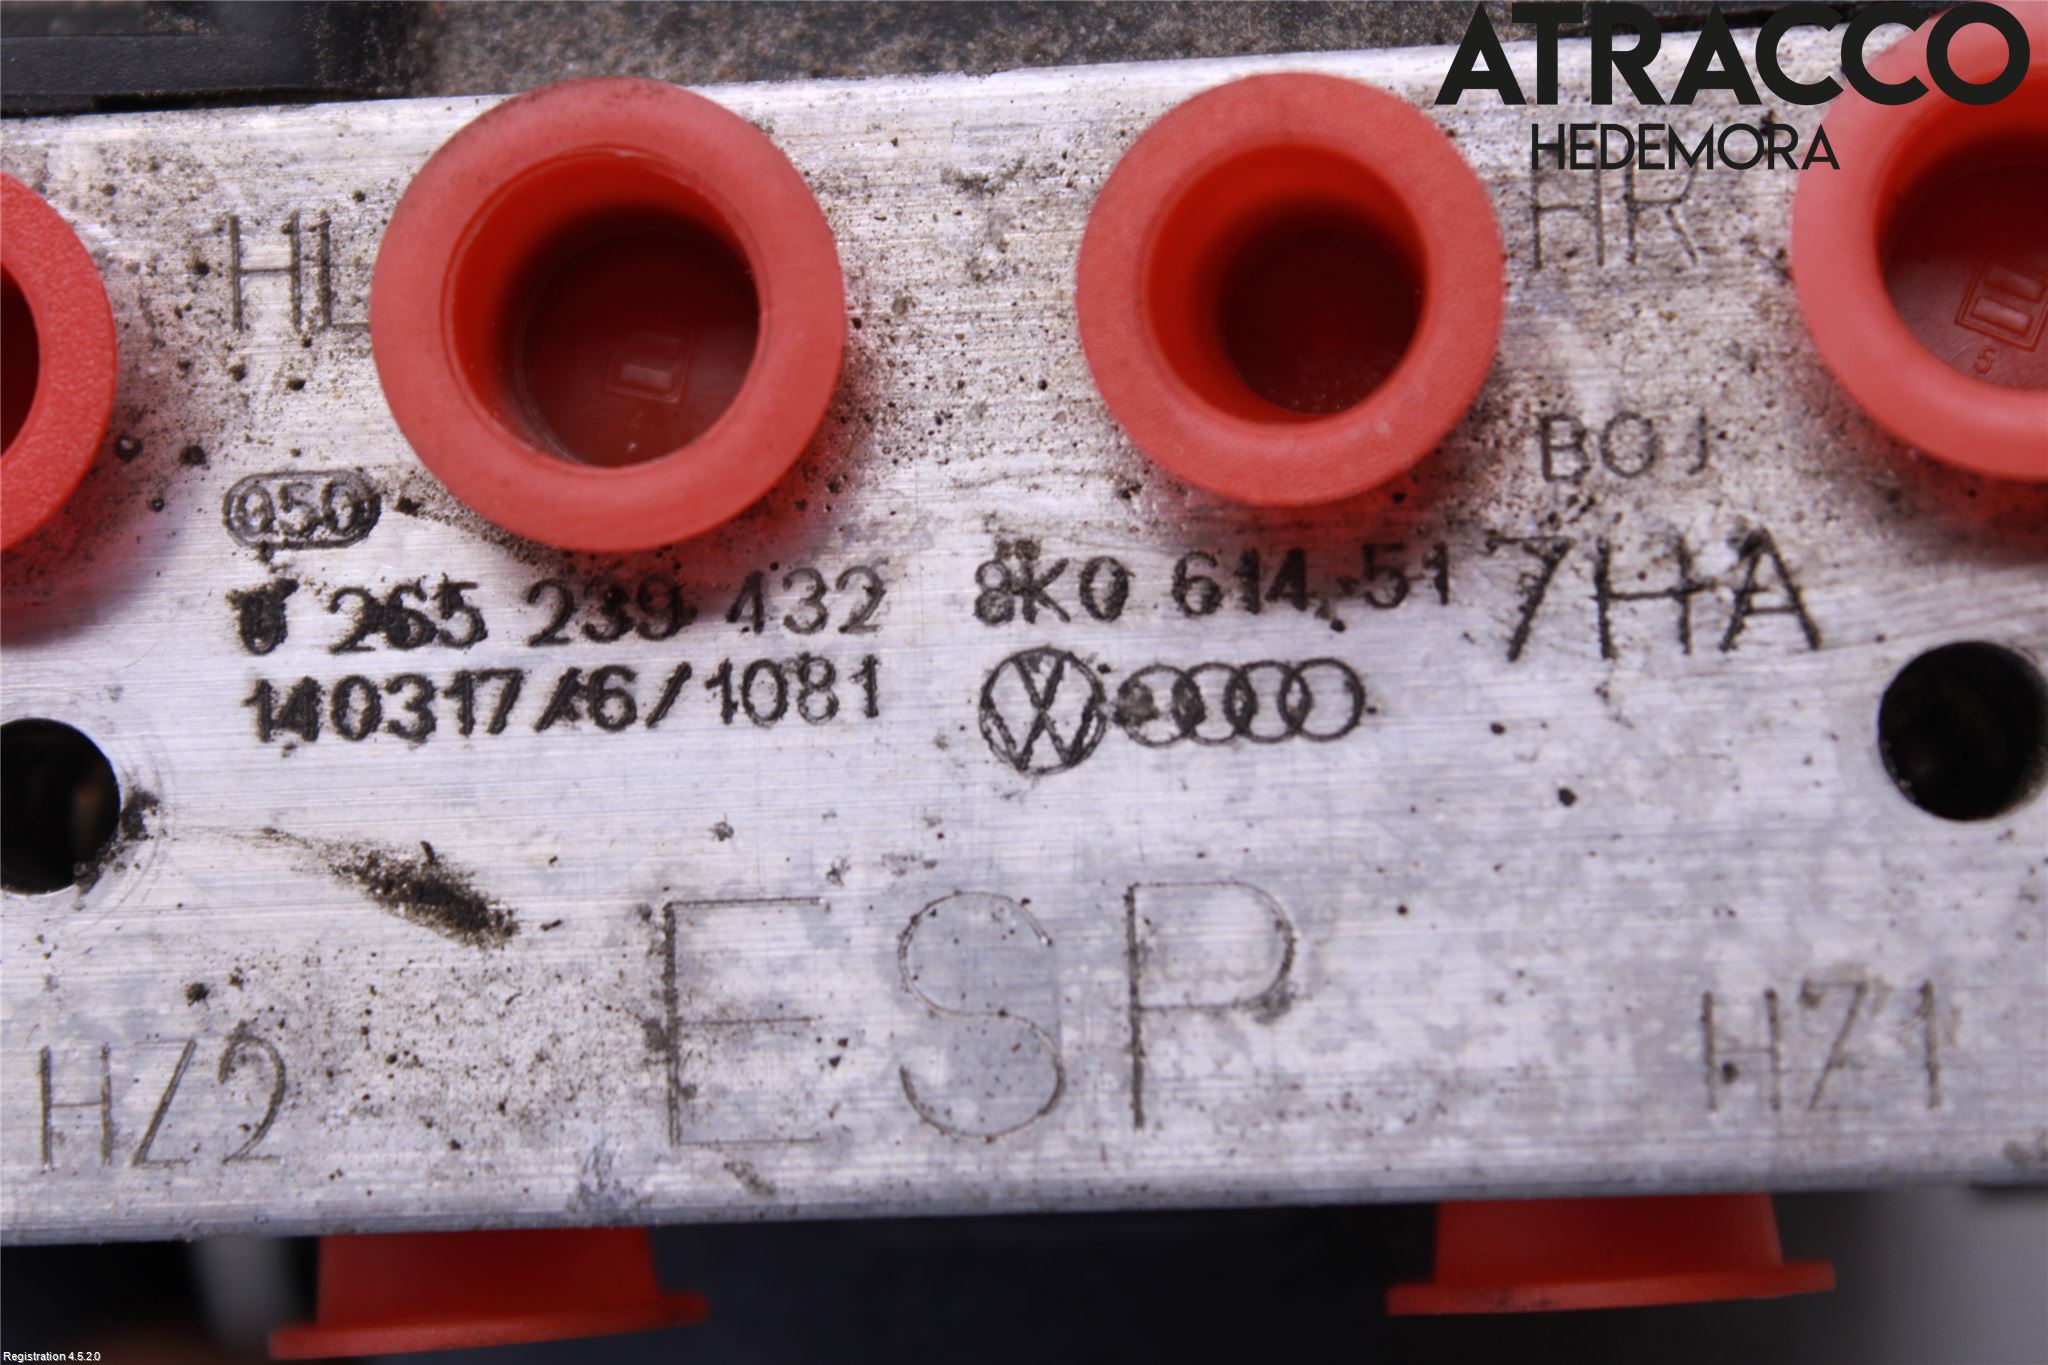 ATRACCO
HEDEMORA
HL
HR
BOJ
050
0 265 239 432 8K0 614 517HA
140317/6/1081
ESP
HZ2
HZ1
Registration 4.5.2.0